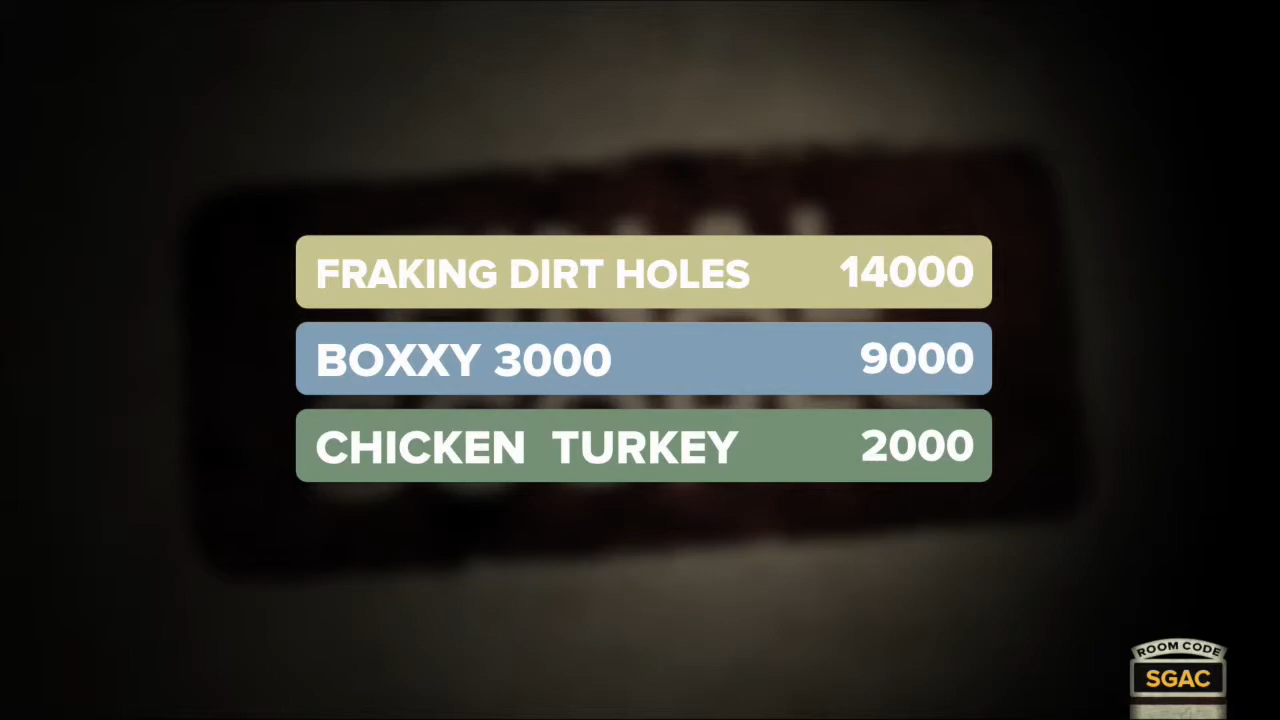 FRAKING DIRT HOLES 14000
BOXXY 3000 9000
CHICKEN TURKEY 2000
ROOM CODE
SGAC